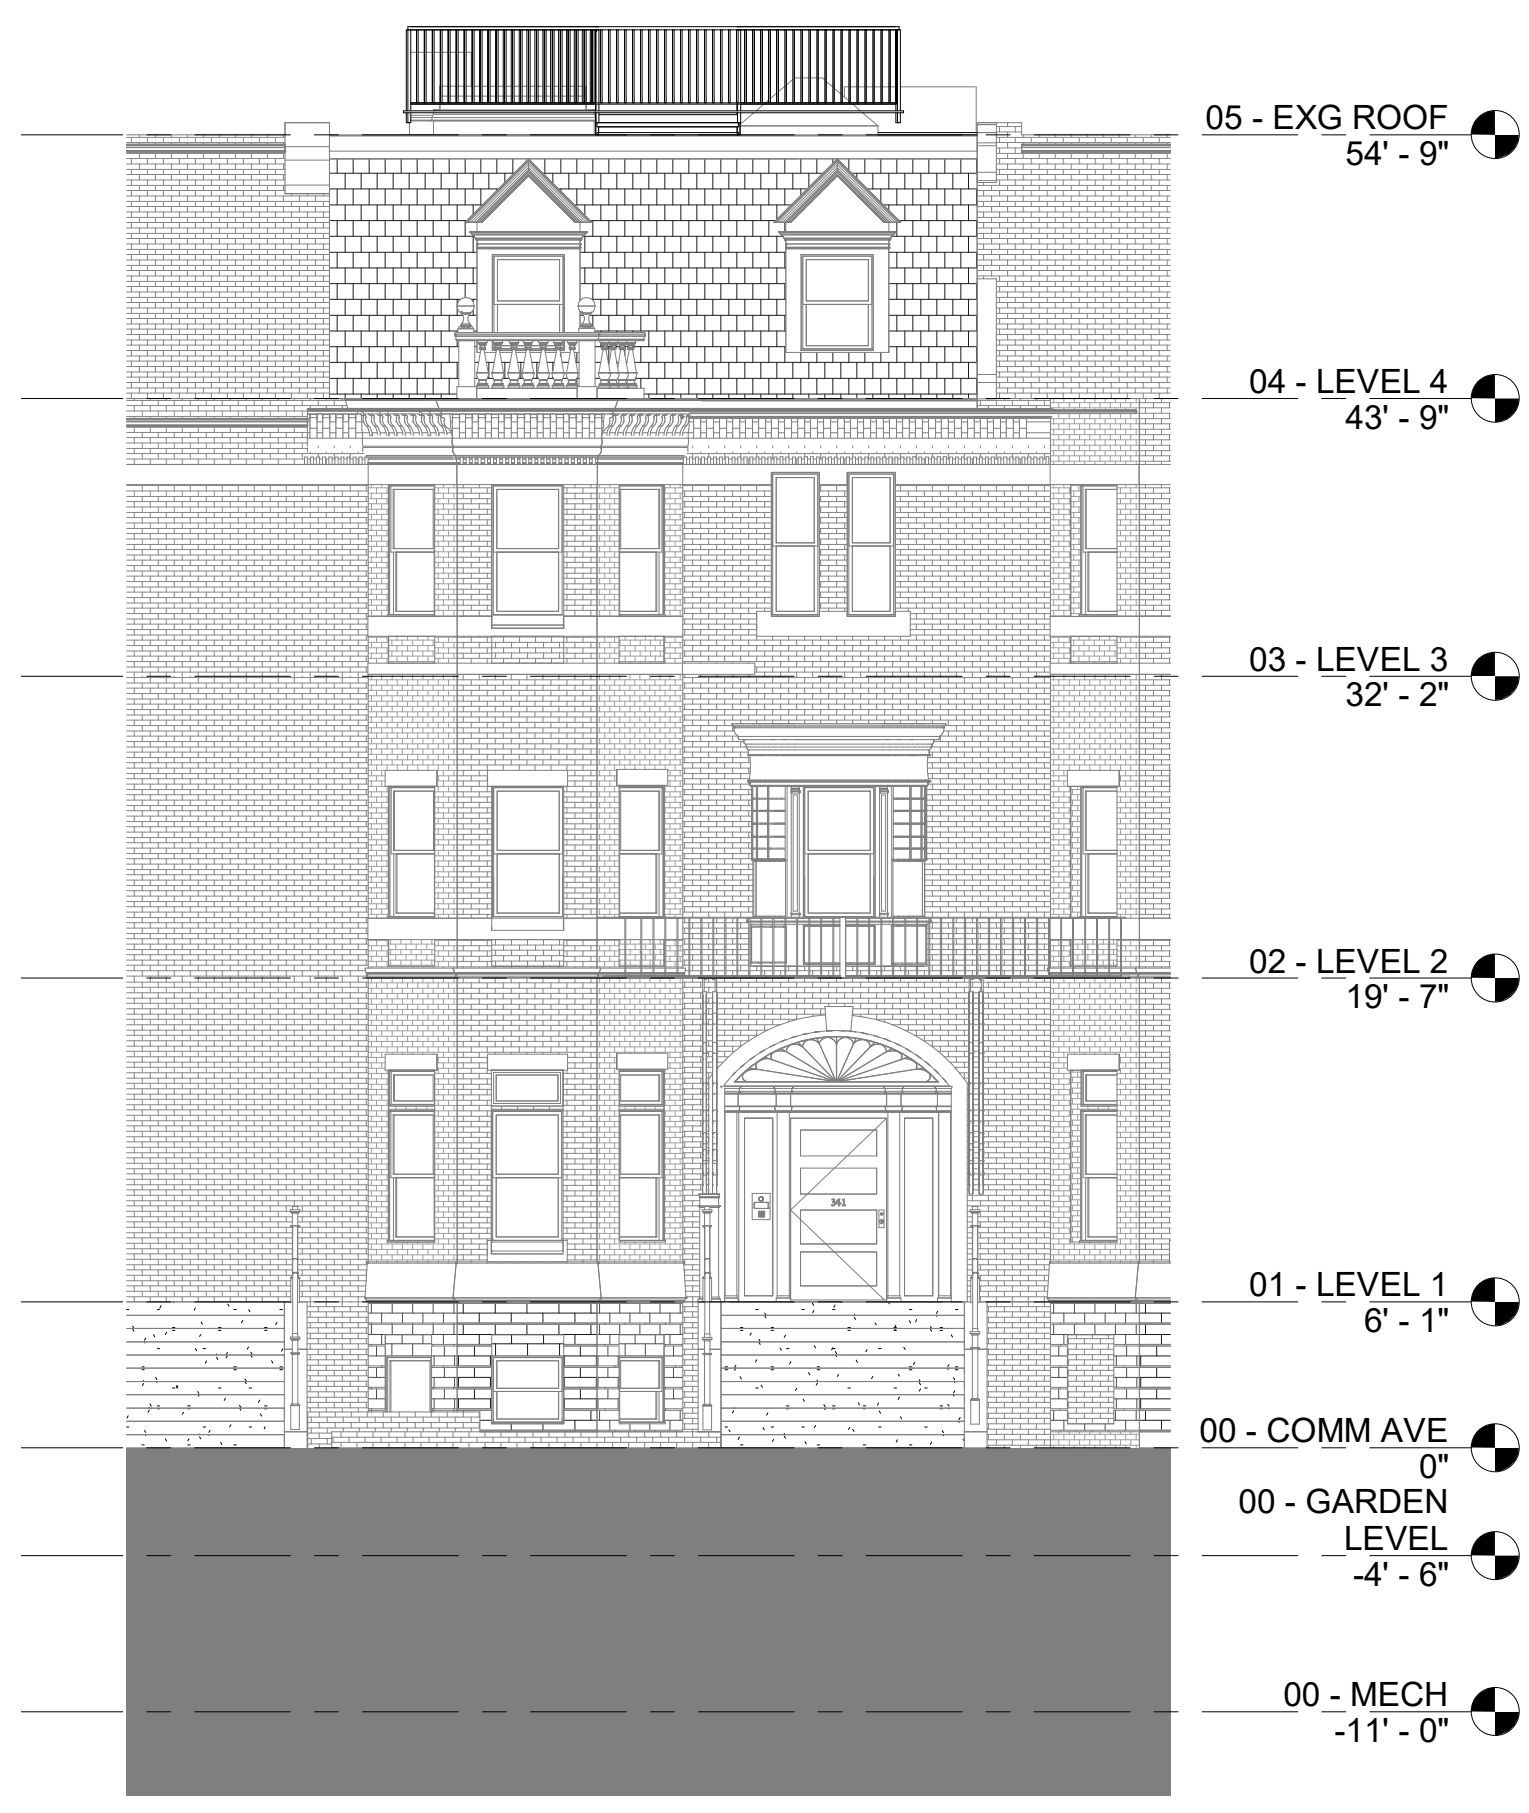 05 - EXG ROOF
54' - 9"
04 - LEVEL 4
43' - 9"
03 - LEVEL 3
32' - 2"
02 - LEVEL 2
19' - 7"
341
01 - LEVEL 1
6' - 1"
00 - COMM AVE
0"
00 - GARDEN
LEVEL
-4' - 6"
00 - MECH
-11' - 0"